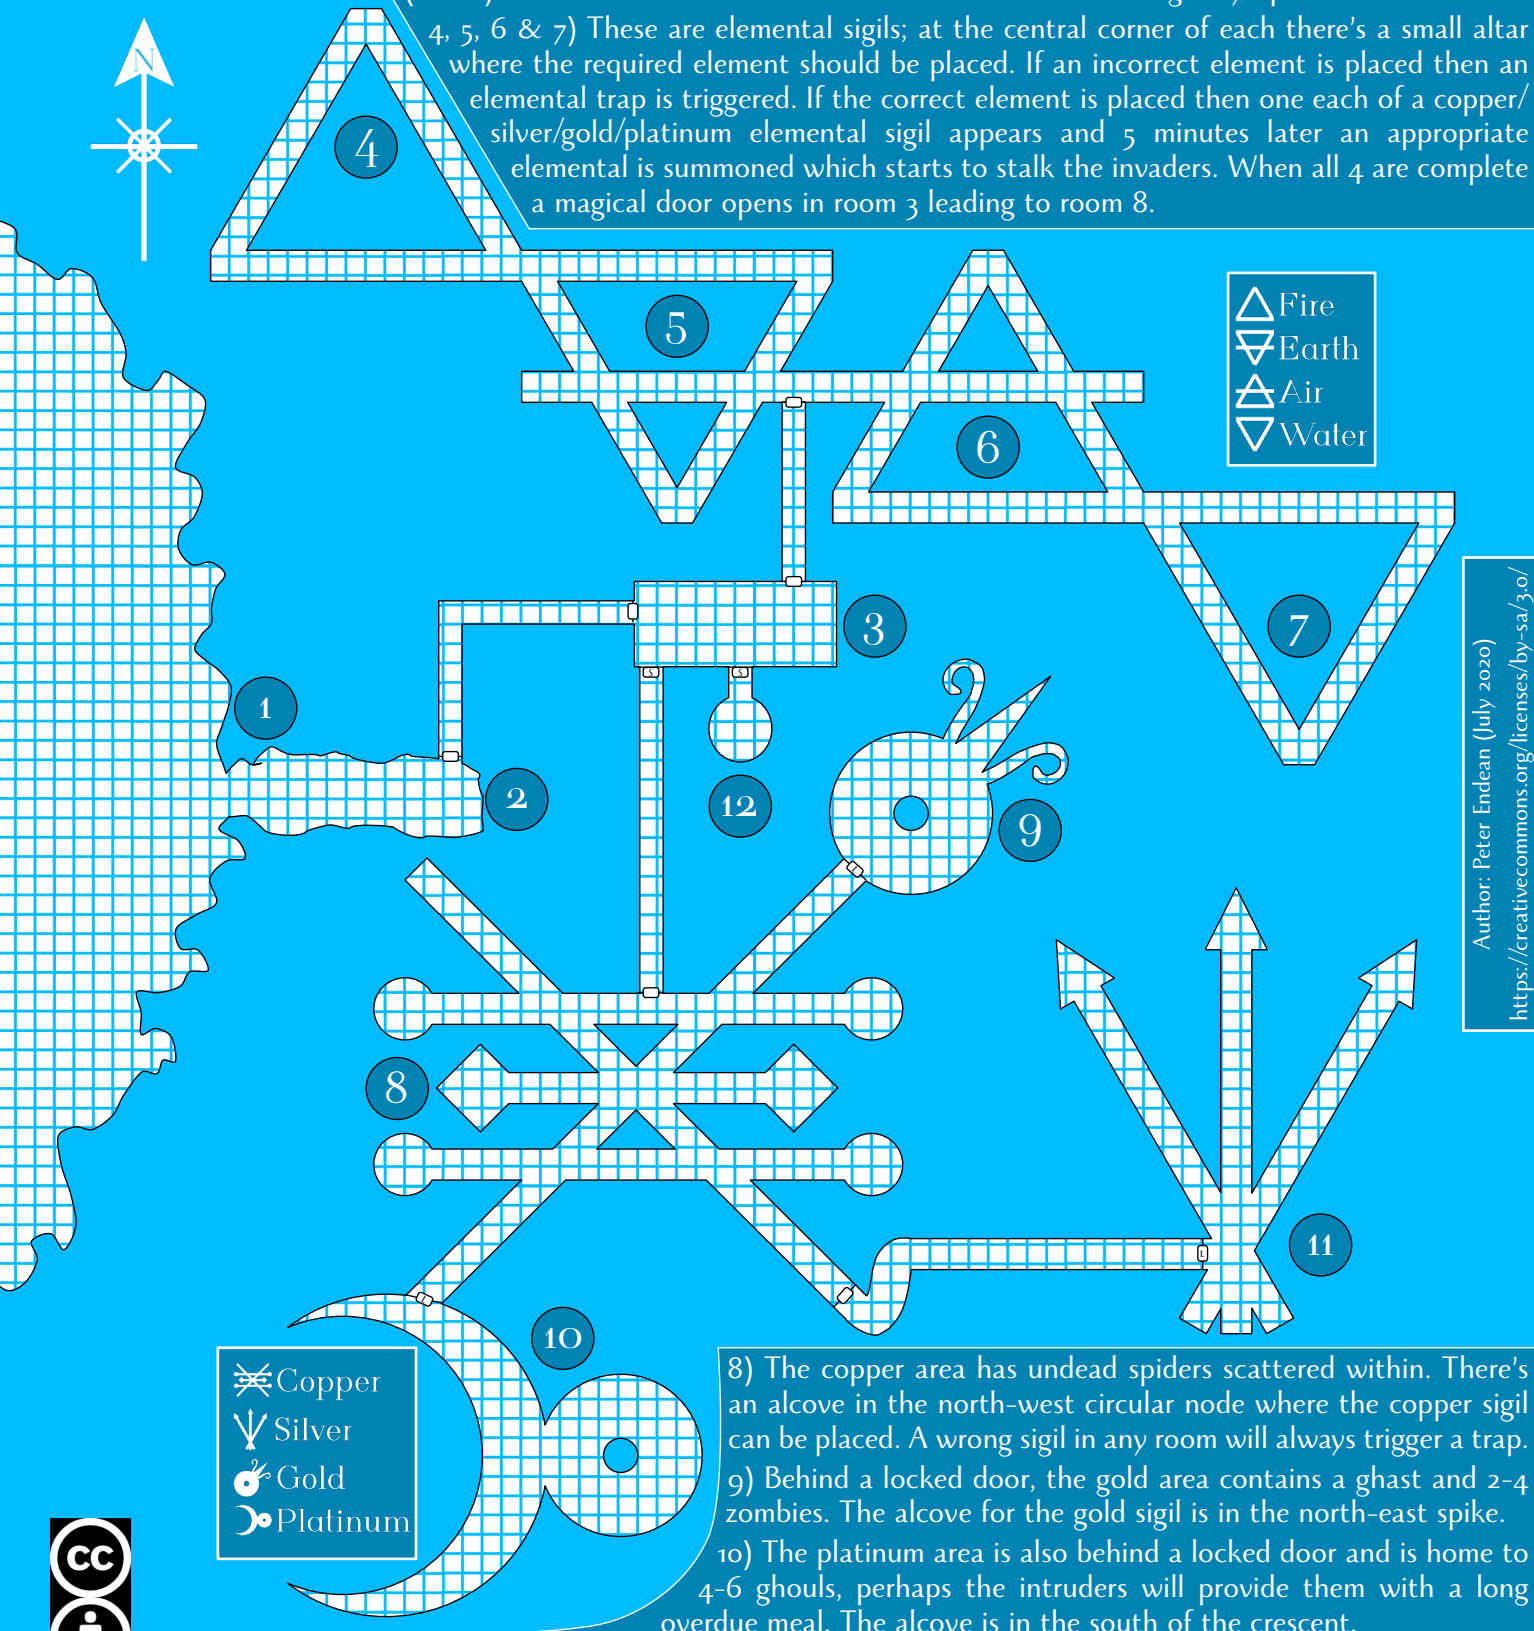 4, 5, 6 & 7) These are elemental sigils; at the central corner of each there's a small altar
where the required element should be placed. If an incorrect element is placed then an
elemental trap is triggered. If the correct element is placed then one each of a copper/
silver/gold/platinum elemental sigil appears and 5 minutes later an appropriate
elemental is summoned which starts to stalk the invaders. When all 4 are complete
a magical door opens in room 3 leading to room 8.
N
4
5
6
7
Fire
Earth
Air
Water
3
1
2
12
9
8
11
10
S
S
L
L
L
Author: Peter Endean (July 2020)
https://creativecommons.org/licenses/by-sa/3.0/
Copper
Silver
Gold
Platinum
cc
8) The copper area has undead spiders scattered within. There's
an alcove in the north-west circular node where the copper sigil
can be placed. A wrong sigil in any room will always trigger a trap.
9) Behind a locked door, the gold area contains a ghast and 2-4
zombies. The alcove for the gold sigil is in the north-east spike.
10) The platinum area is also behind a locked door and is home to
4-6 ghouls, perhaps the intruders will provide them with a long
overdue meal. The alcove is in the south of the crescent.